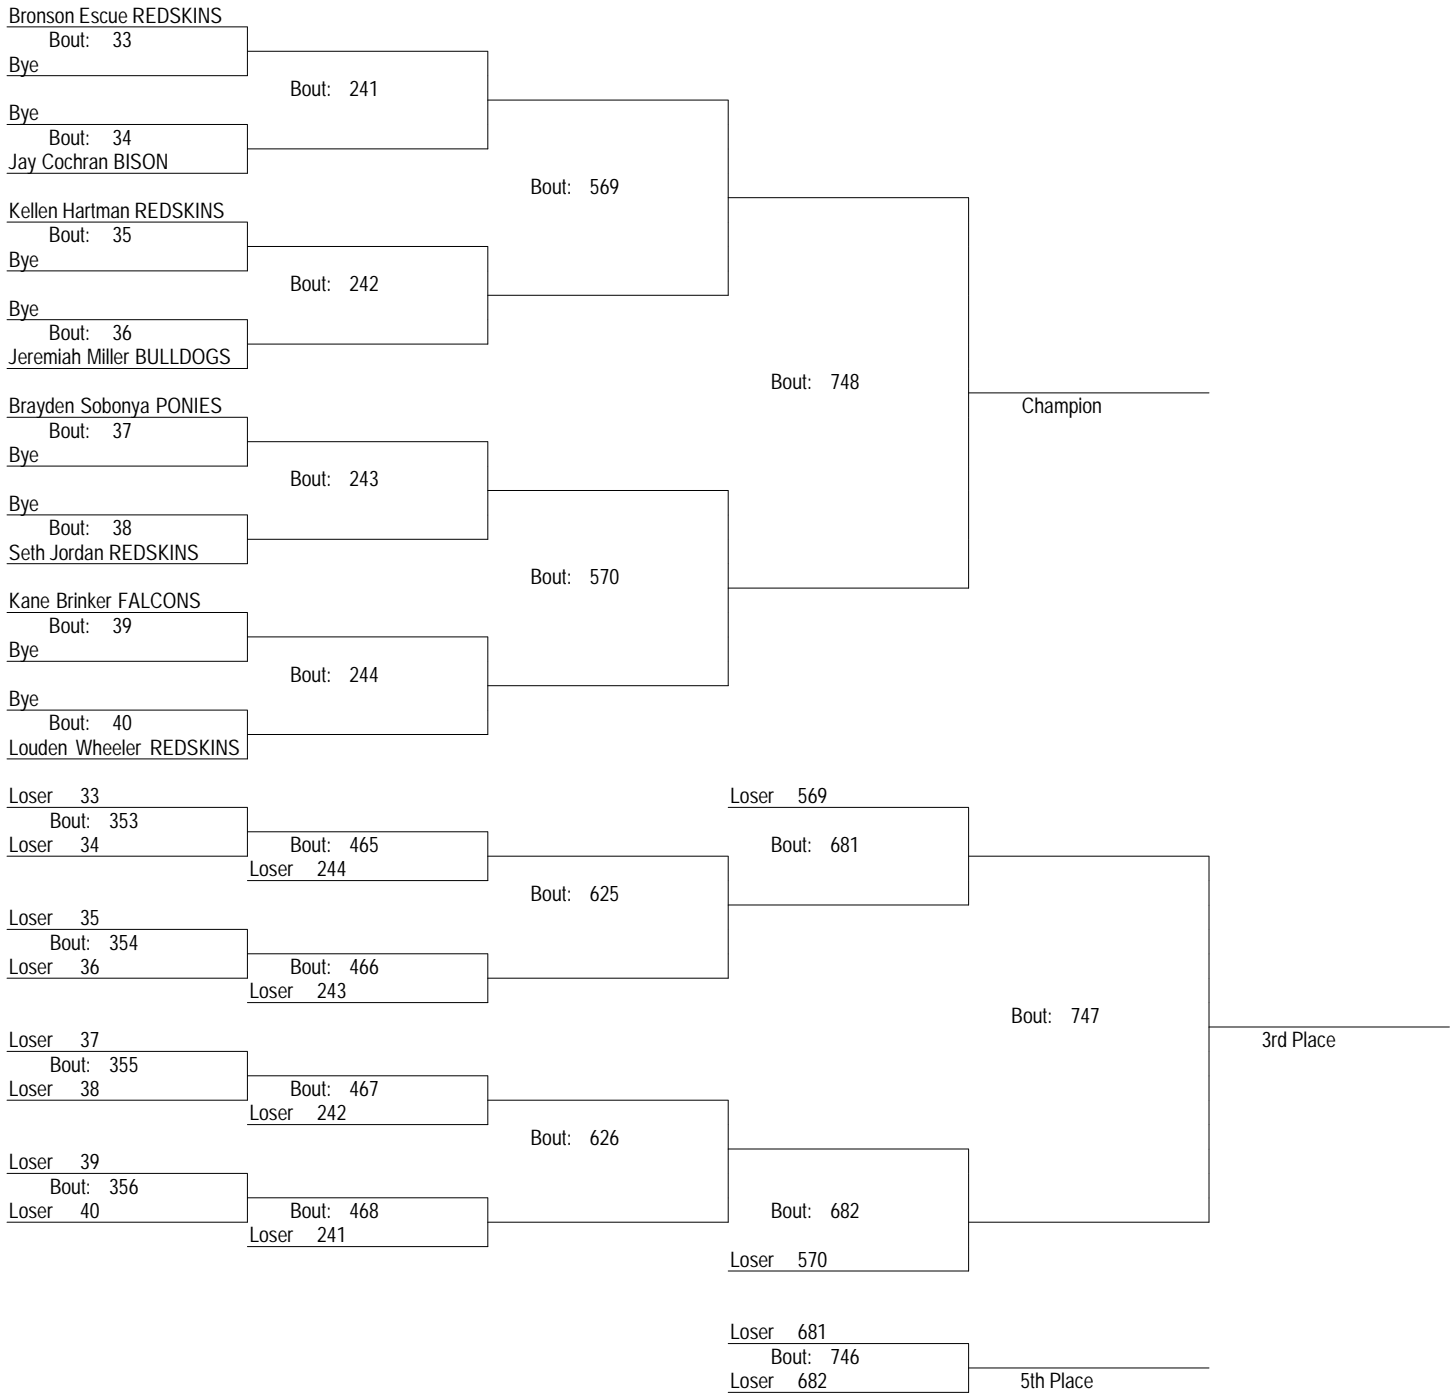 Bronson Escue REDSKINS
Bout: 33
Bye
Bout: 241
Bye
Bout: 34
Jay Cochran BISON
Bout: 569
Kellen Hartman REDSKINS
Bout: 35
Bye
Bout: 242
Bye
Bout: 36
Jeremiah Miller BULLDOGS
Bout: 748
Champion
Brayden Sobonya PONIES
Bout: 37
Bye
Bout: 243
Bye
Bout: 38
Seth Jordan REDSKINS
Bout: 570
Kane Brinker FALCONS
Bout: 39
Bye
Bout: 244
Bye
Bout: 40
Louden Wheeler REDSKINS
Loser 33
Bout: 353
Loser 34
Bout: 465
Loser 244
Bout: 625
Loser 569
Bout: 681
Loser 35
Bout: 354
Loser 36
Bout: 466
Loser 243
Bout: 747
3rd Place
Loser 37
Bout: 355
Loser 38
Bout: 467
Loser 242
Bout: 626
Loser 39
Bout: 356
Loser 40
Bout: 468
Loser 241
Bout: 682
Loser 570
Loser 681
Bout: 746
Loser 682
5th Place